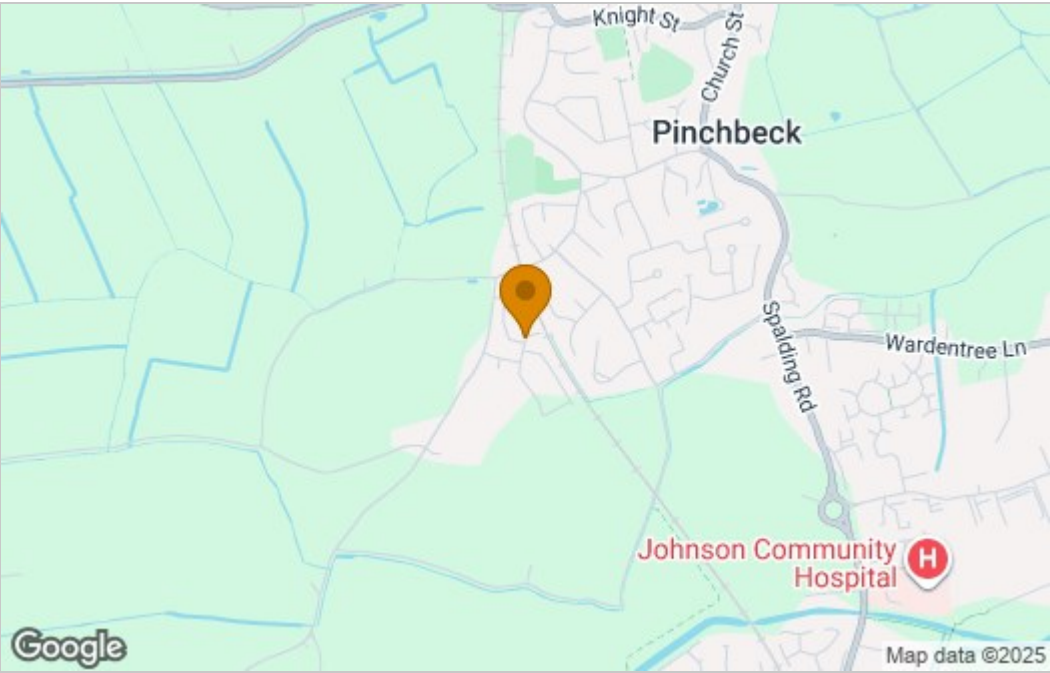 Knight St
Church St
Pinchbeck
Spalding Rd
Wardentree Ln
Johnson Community
Hospital
H
Google
Map data ©2025